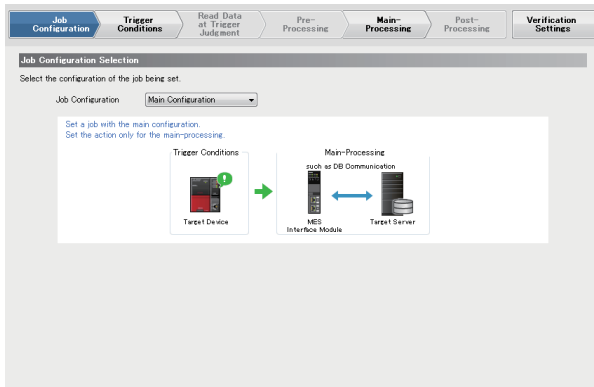 Job
Configuration
Trigger
Conditions
Read Data
at Trigger
Judgment
Pre-
Processing
Main-
Processing
Post-
Processing
Verification
Settings
Job Configuration Selection
Select the configuration of the job being set.
Job Configuration
Main Configuration
Set a job with the main configuration.
Set the action only for the main-processing.
Trigger Conditions
Main-Processing
such as DB Communication
Target Device
MES
Interface Module
Target Server